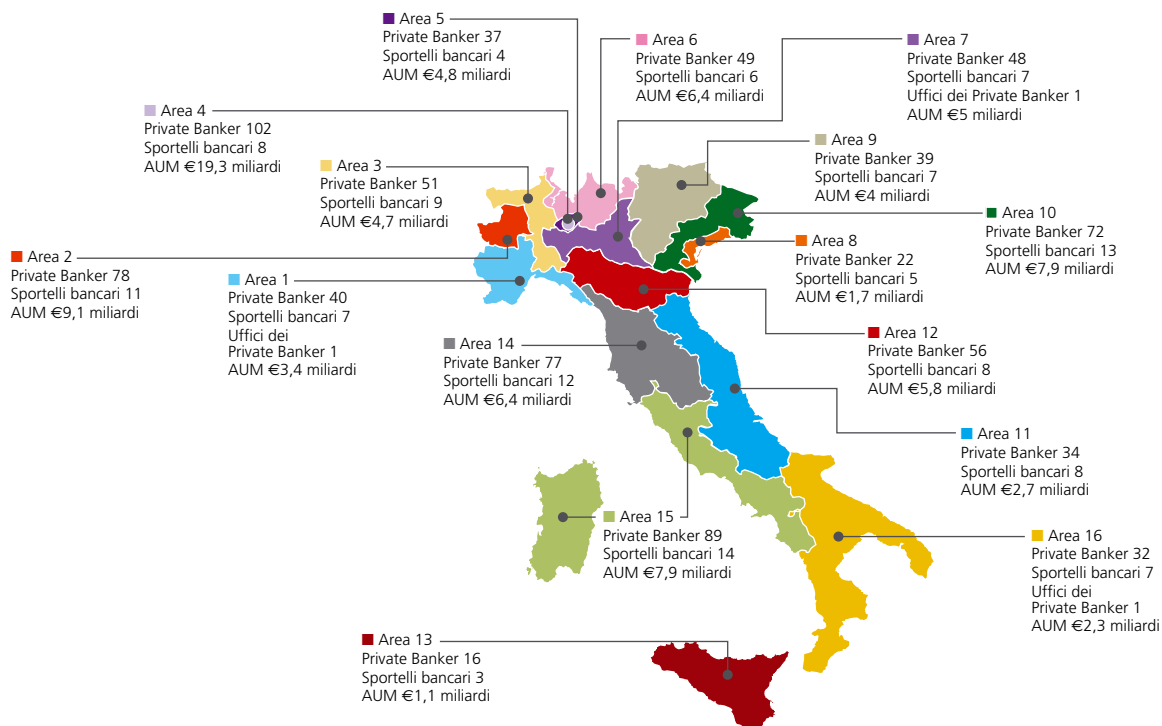 Area 5
Private Banker 37
Sportelli bancari 4
AUM €4,8 miliardi
Area 6
Private Banker 49
Sportelli bancari 6
AUM €6,4 miliardi
Area 7
Private Banker 48
Sportelli bancari 7
Uffici dei Private Banker 1
AUM €5 miliardi
Area 4
Private Banker 102
Sportelli bancari 8
AUM €19,3 miliardi
Area 3
Private Banker 51
Sportelli bancari 9
AUM €4,7 miliardi
Area 9
Private Banker 39
Sportelli bancari 7
AUM €4 miliardi
Area 10
Private Banker 72
Sportelli bancari 13
AUM €7,9 miliardi
Area 8
Private Banker 22
Sportelli bancari 5
AUM €1,7 miliardi
Area 2
Private Banker 78
Sportelli bancari 11
AUM €9,1 miliardi
Area 1
Private Banker 40
Sportelli bancari 7
Uffici dei
Private Banker 1
AUM €3,4 miliardi
Area 12
Private Banker 56
Sportelli bancari 8
AUM €5,8 miliardi
Area 14
Private Banker 77
Sportelli bancari 12
AUM €6,4 miliardi
Area 11
Private Banker 34
Sportelli bancari 8
AUM €2,7 miliardi
Area 15
Private Banker 89
Sportelli bancari 14
AUM €7,9 miliardi
Area 16
Private Banker 32
Sportelli bancari 7
Uffici dei
Private Banker 1
AUM €2,3 miliardi
Area 13
Private Banker 16
Sportelli bancari 3
AUM €1,1 miliardi